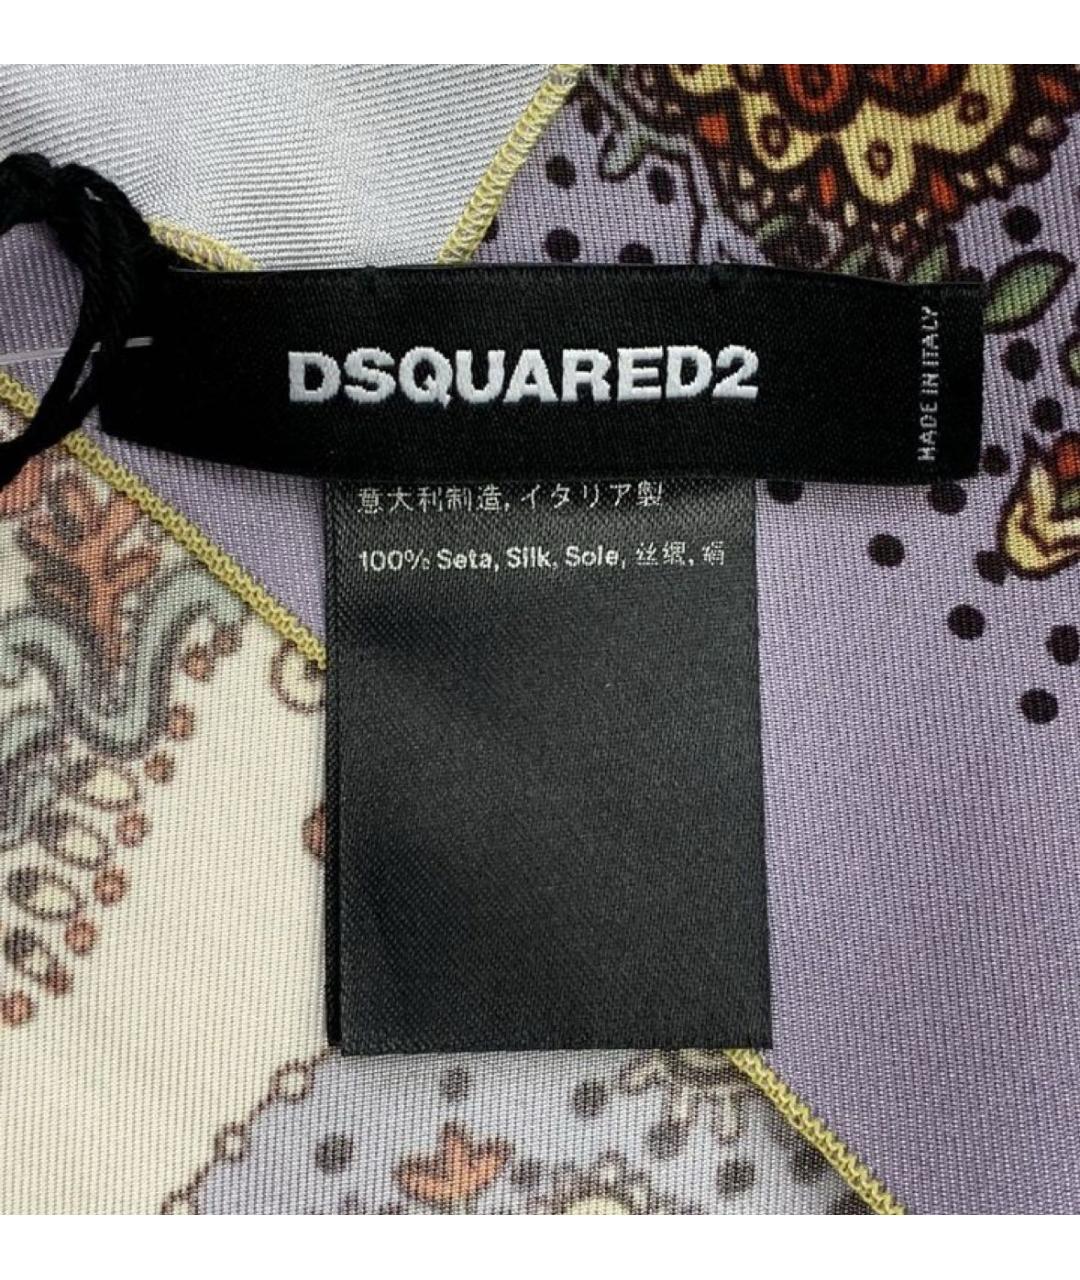 DSQUARED2
MADE IN ITALY
意大利制造, イタリア製
100% Seta, Silk, Sole, 丝绸, 絹